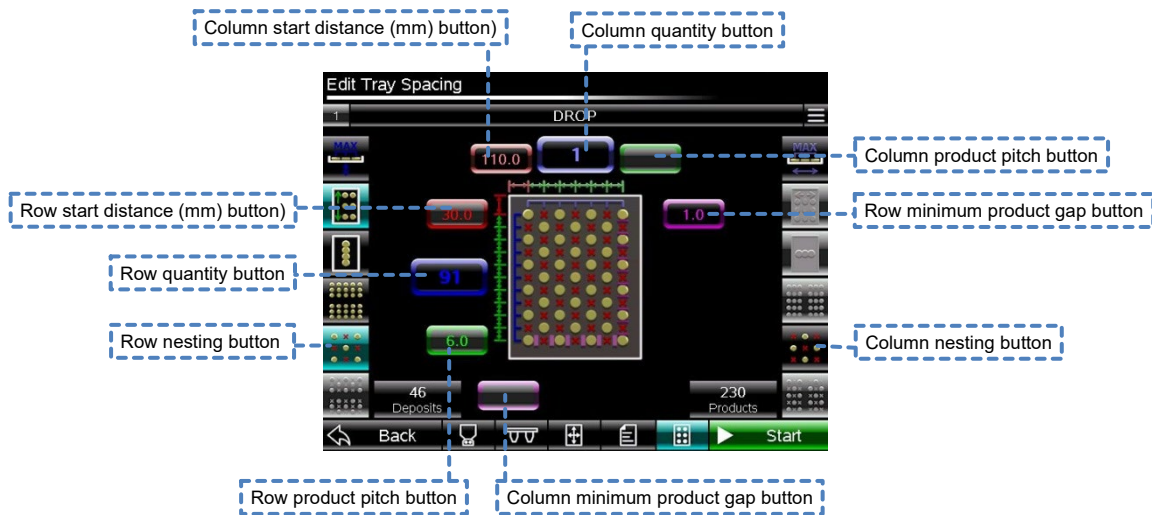 Column start distance (mm) button)
Column quantity button
Edit Tray Spacing
1
DROP
MAX
110.0
1
MAX
Column product pitch button
Row start distance (mm) button)
30.0
1.0
Row minimum product gap button
Row quantity button
91
Row nesting button
6.0
Column nesting button
46
Deposits
230
Products
Back
Start
Row product pitch button
Column minimum product gap button